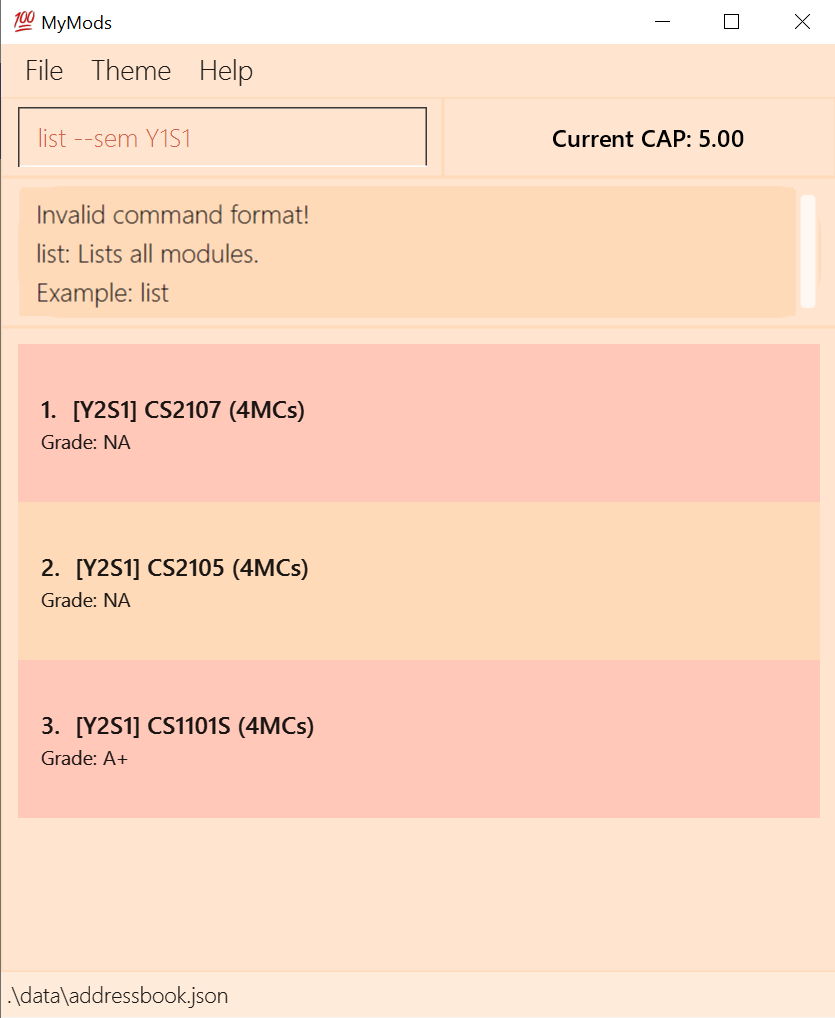 💯 MyMods
File Theme Help
list --sem Y1S1
Current CAP: 5.00
Invalid command format!
list: Lists all modules.
Example: list
1. [Y2S1] CS2107 (4MCs)
Grade: NA
2. [Y2S1] CS2105 (4MCs)
Grade: NA
3. [Y2S1] CS1101S (4MCs)
Grade: A+
.\data\addressbook.json